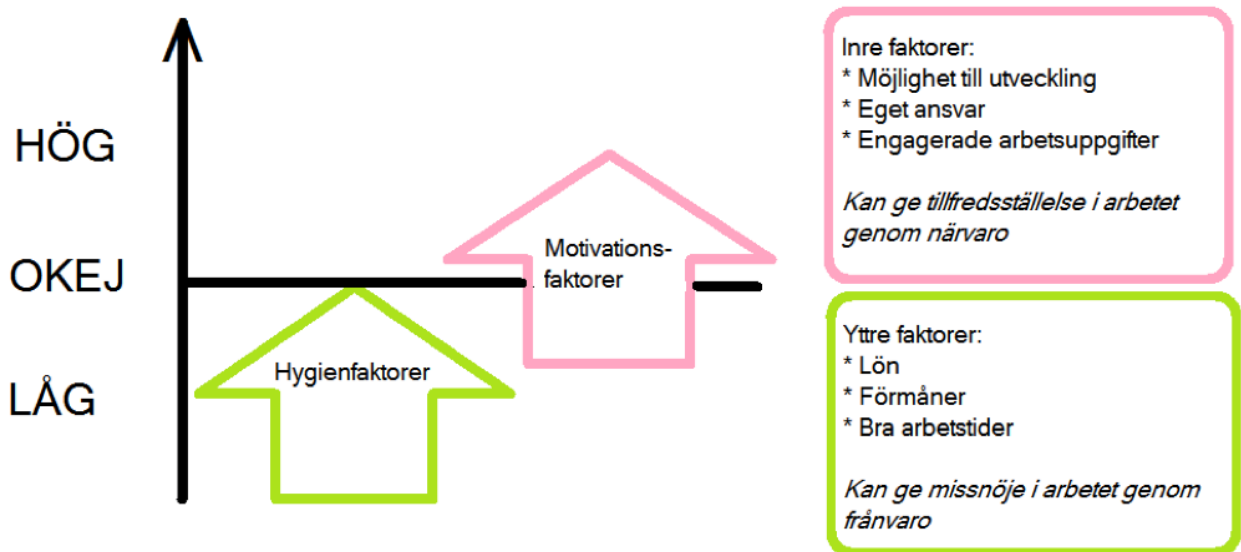 HÖG
OKEJ
LÅG
Hygienfaktorer
Motivations-
faktorer
Inre faktorer:
* Möjlighet till utveckling
* Eget ansvar
* Engagerade arbetsuppgifter
Kan ge tillfredsställelse i arbetet
genom närvaro
Yttre faktorer:
* Lön
* Förmåner
* Bra arbetstider
Kan ge missnöje i arbetet genom
frånvaro